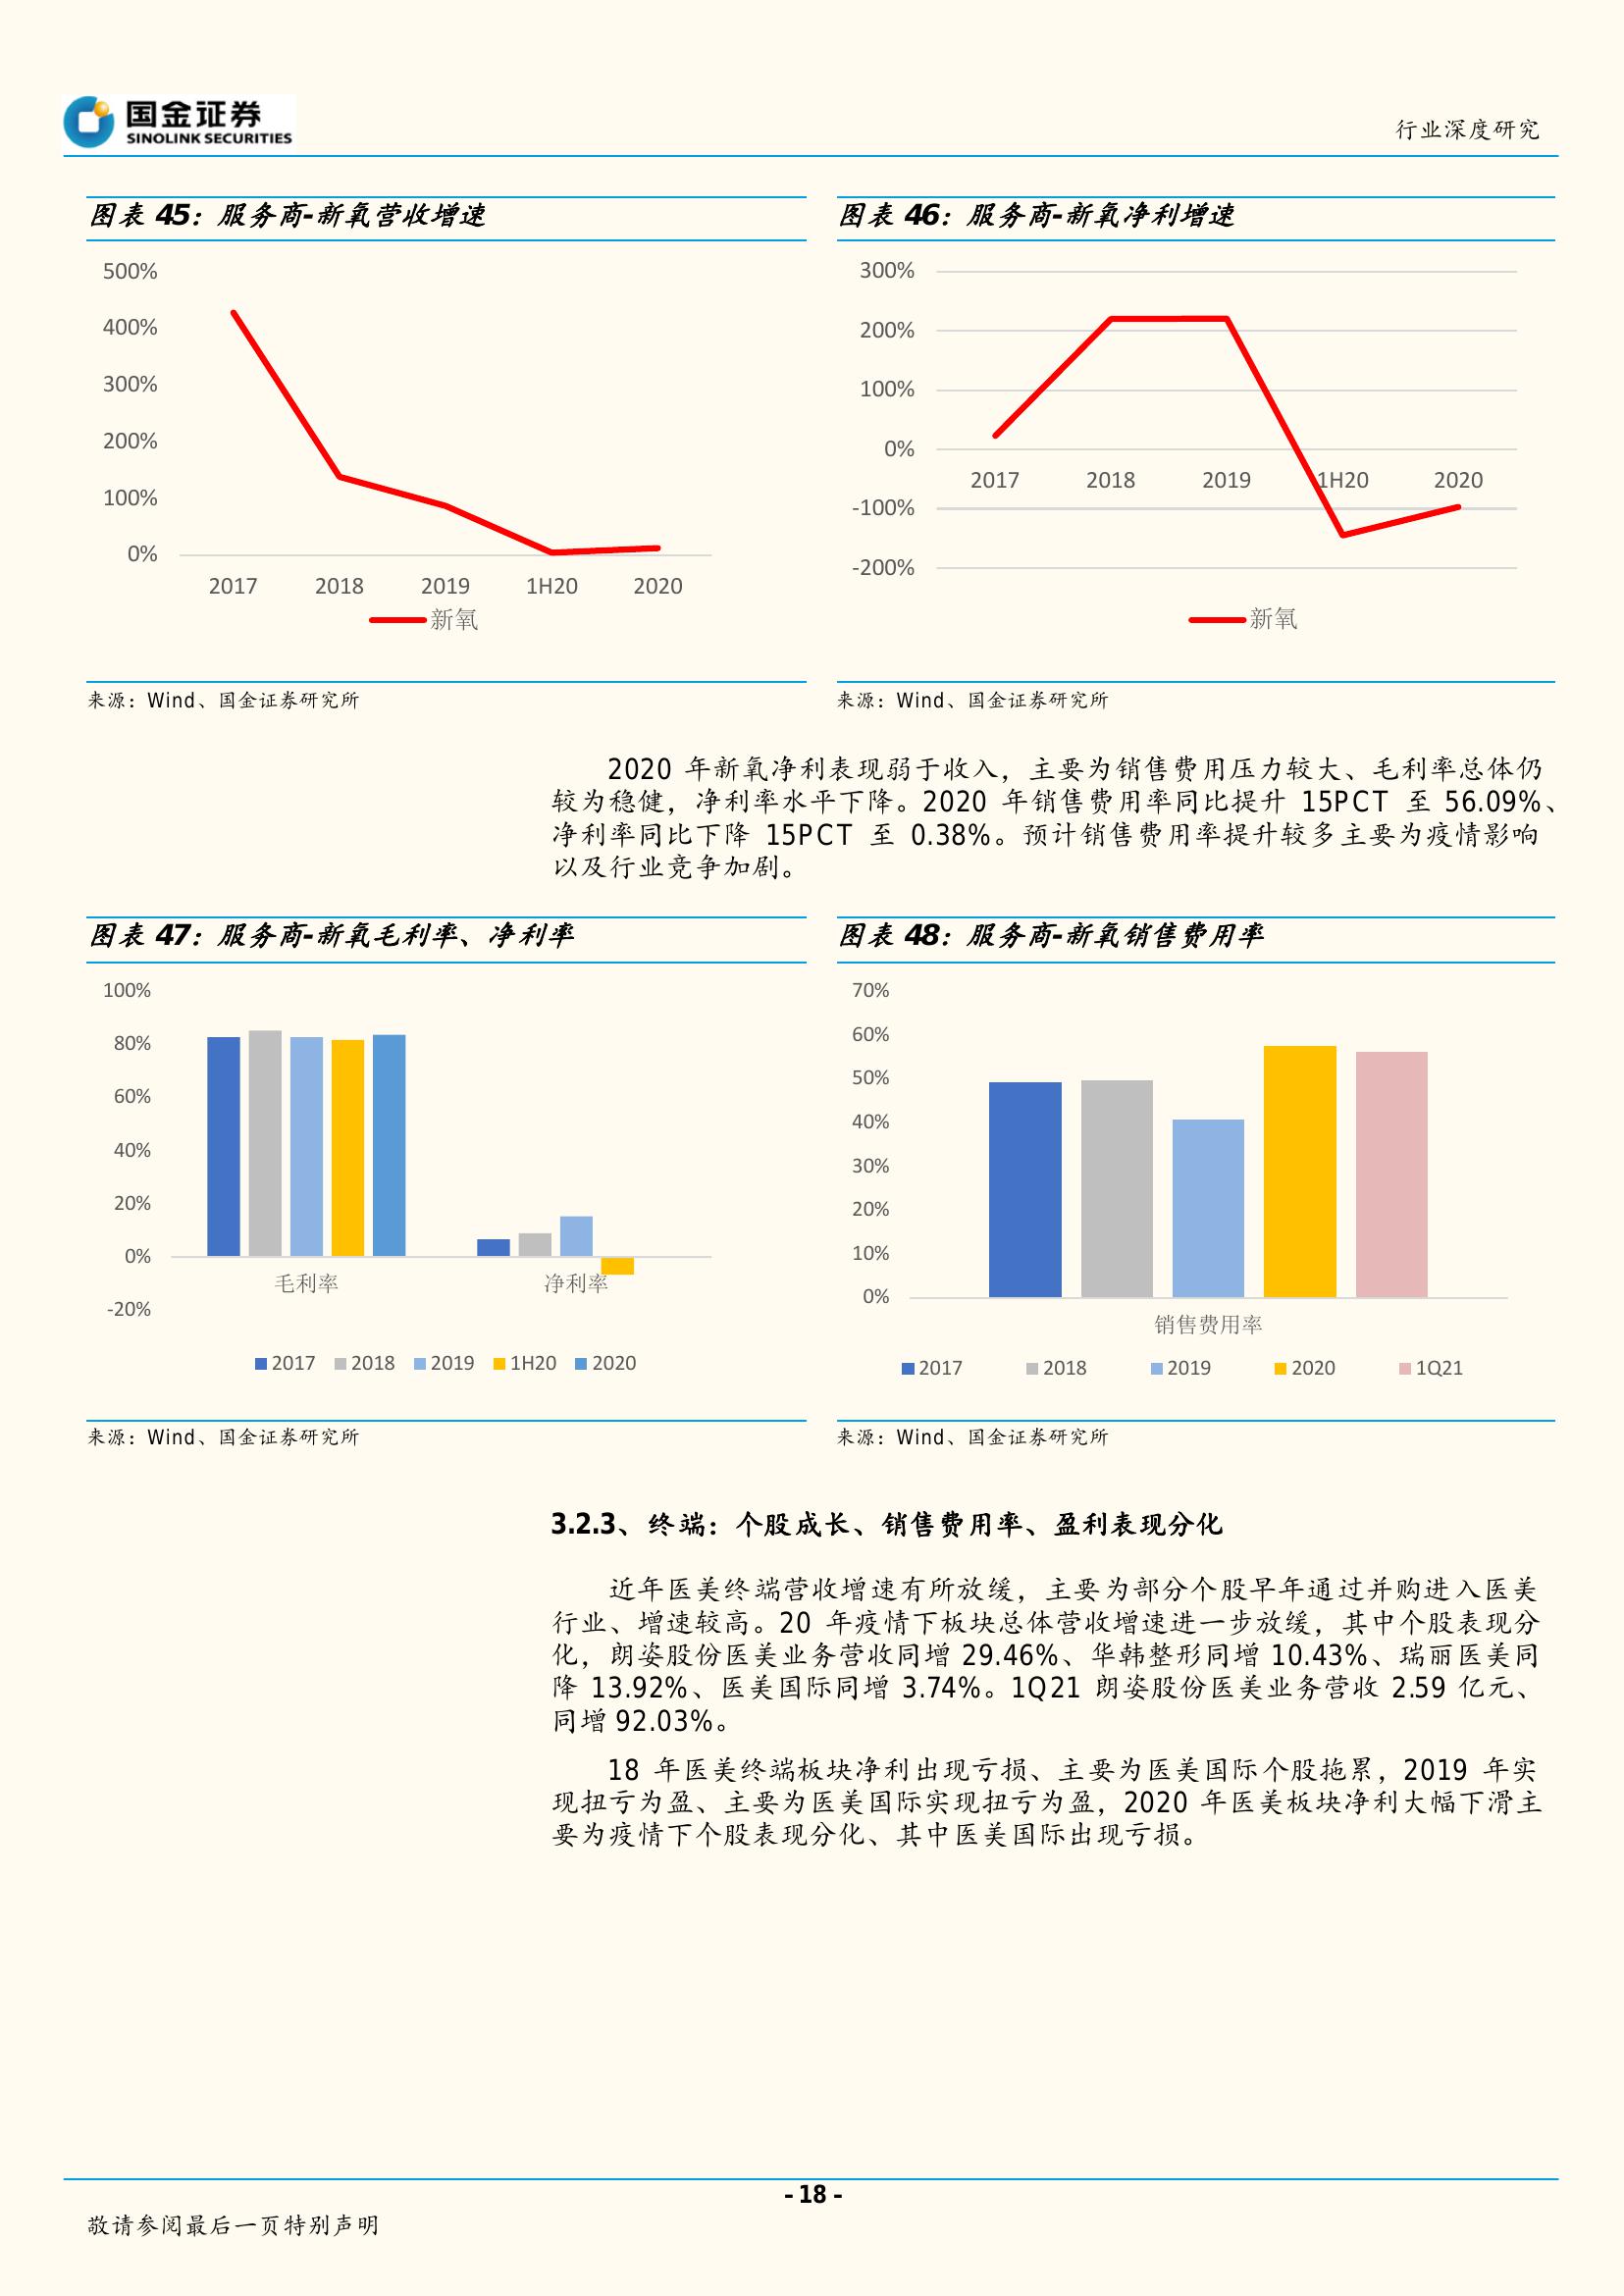 国金证券
SINOLINK SECURITIES
行业深度研究
图表 45：服务商-新氧营收增速
500%
400%
300%
200%
100%
0%
2017 2018 2019 1H20 2020
新氧
来源：Wind、国金证券研究所
图表 46：服务商-新氧净利增速
300%
200%
100%
0%
2017 2018 2019 1H20 2020
-100%
-200%
新氧
来源：Wind、国金证券研究所
2020 年新氧净利表现弱于收入，主要为销售费用压力较大、毛利率总体仍
较为稳健，净利率水平下降。2020 年销售费用率同比提升 15PCT 至 56.09%、
净利率同比下降 15PCT 至 0.38%。预计销售费用率提升较多主要为疫情影响
以及行业竞争加剧。
图表 47：服务商-新氧毛利率、净利率
100%
80%
60%
40%
20%
0%
毛利率 净利率
-20%
2017 2018 2019 1H20 2020
来源：Wind、国金证券研究所
图表 48：服务商-新氧销售费用率
70%
60%
50%
40%
30%
20%
10%
0%
销售费用率
2017 2018 2019 2020 1Q21
来源：Wind、国金证券研究所
3.2.3、终端：个股成长、销售费用率、盈利表现分化
近年医美终端营收增速有所放缓，主要为部分个股早年通过并购进入医美
行业、增速较高。20 年疫情下板块总体营收增速进一步放缓，其中个股表现分
化，朗姿股份医美业务营收同增 29.46%、华韩整形同增 10.43%、瑞丽医美同
降 13.92%、医美国际同增 3.74%。1Q21 朗姿股份医美业务营收 2.59 亿元、
同增 92.03%。
18 年医美终端板块净利出现亏损、主要为医美国际个股拖累，2019 年实
现扭亏为盈、主要为医美国际实现扭亏为盈，2020 年医美板块净利大幅下滑主
要为疫情下个股表现分化、其中医美国际出现亏损。
- 18 -
敬请参阅最后一页特别声明